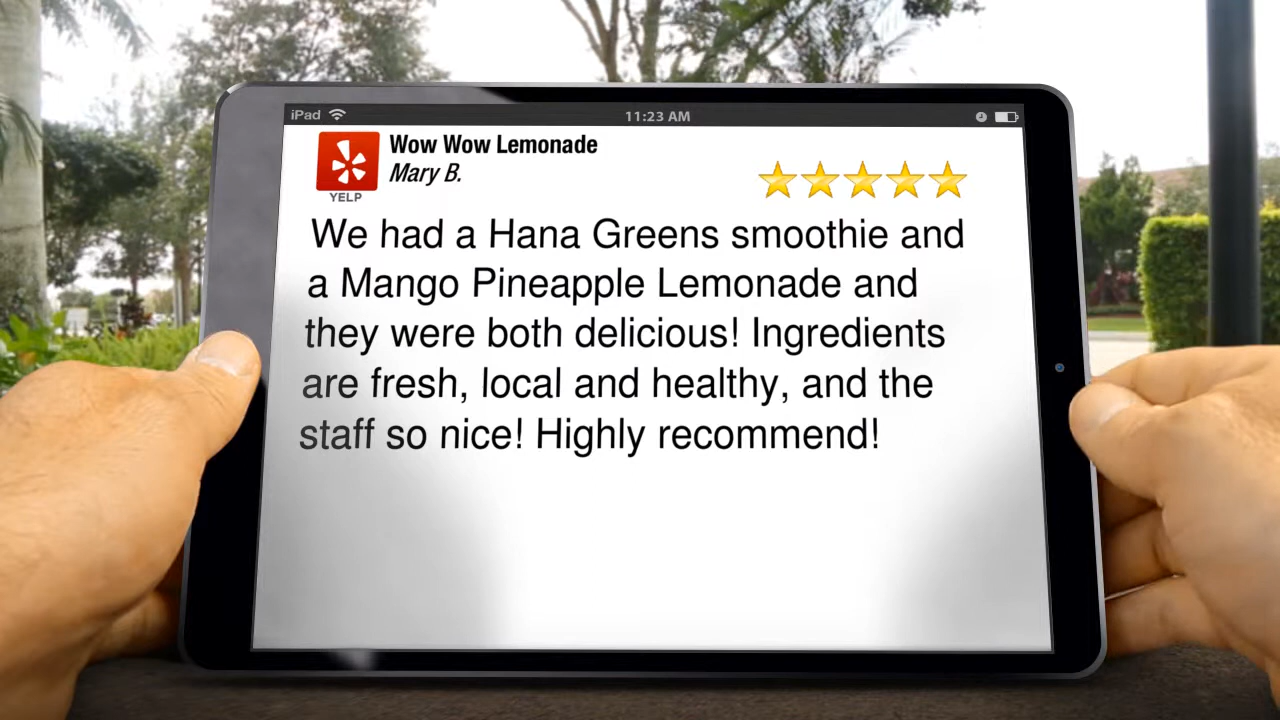 iPad 11:23 AM
Wow Wow Lemonade
Mary B.
YELP
We had a Hana Greens smoothie and
a Mango Pineapple Lemonade and
they were both delicious! Ingredients
are fresh, local and healthy, and the
staff so nice! Highly recommend!